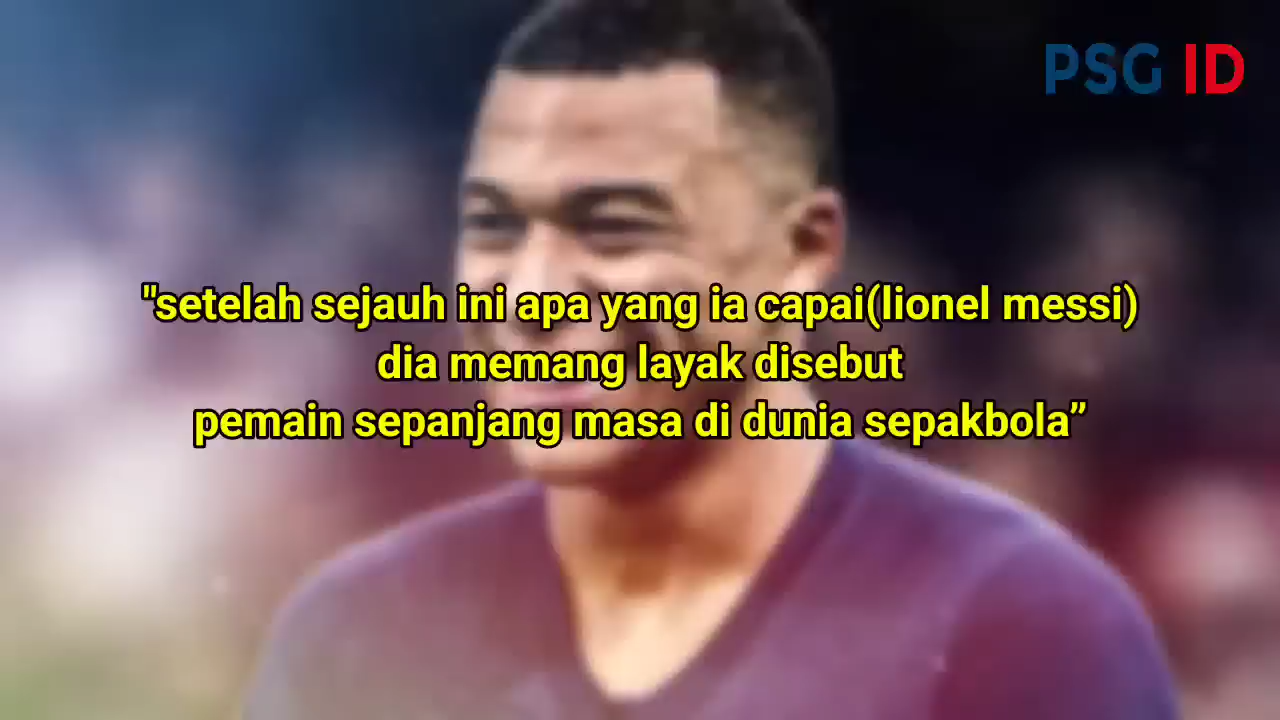 PSG ID
"setelah sejauh ini apa yang ia capai(lionel messi)
dia memang layak disebut
pemain sepanjang masa di dunia sepakbola”